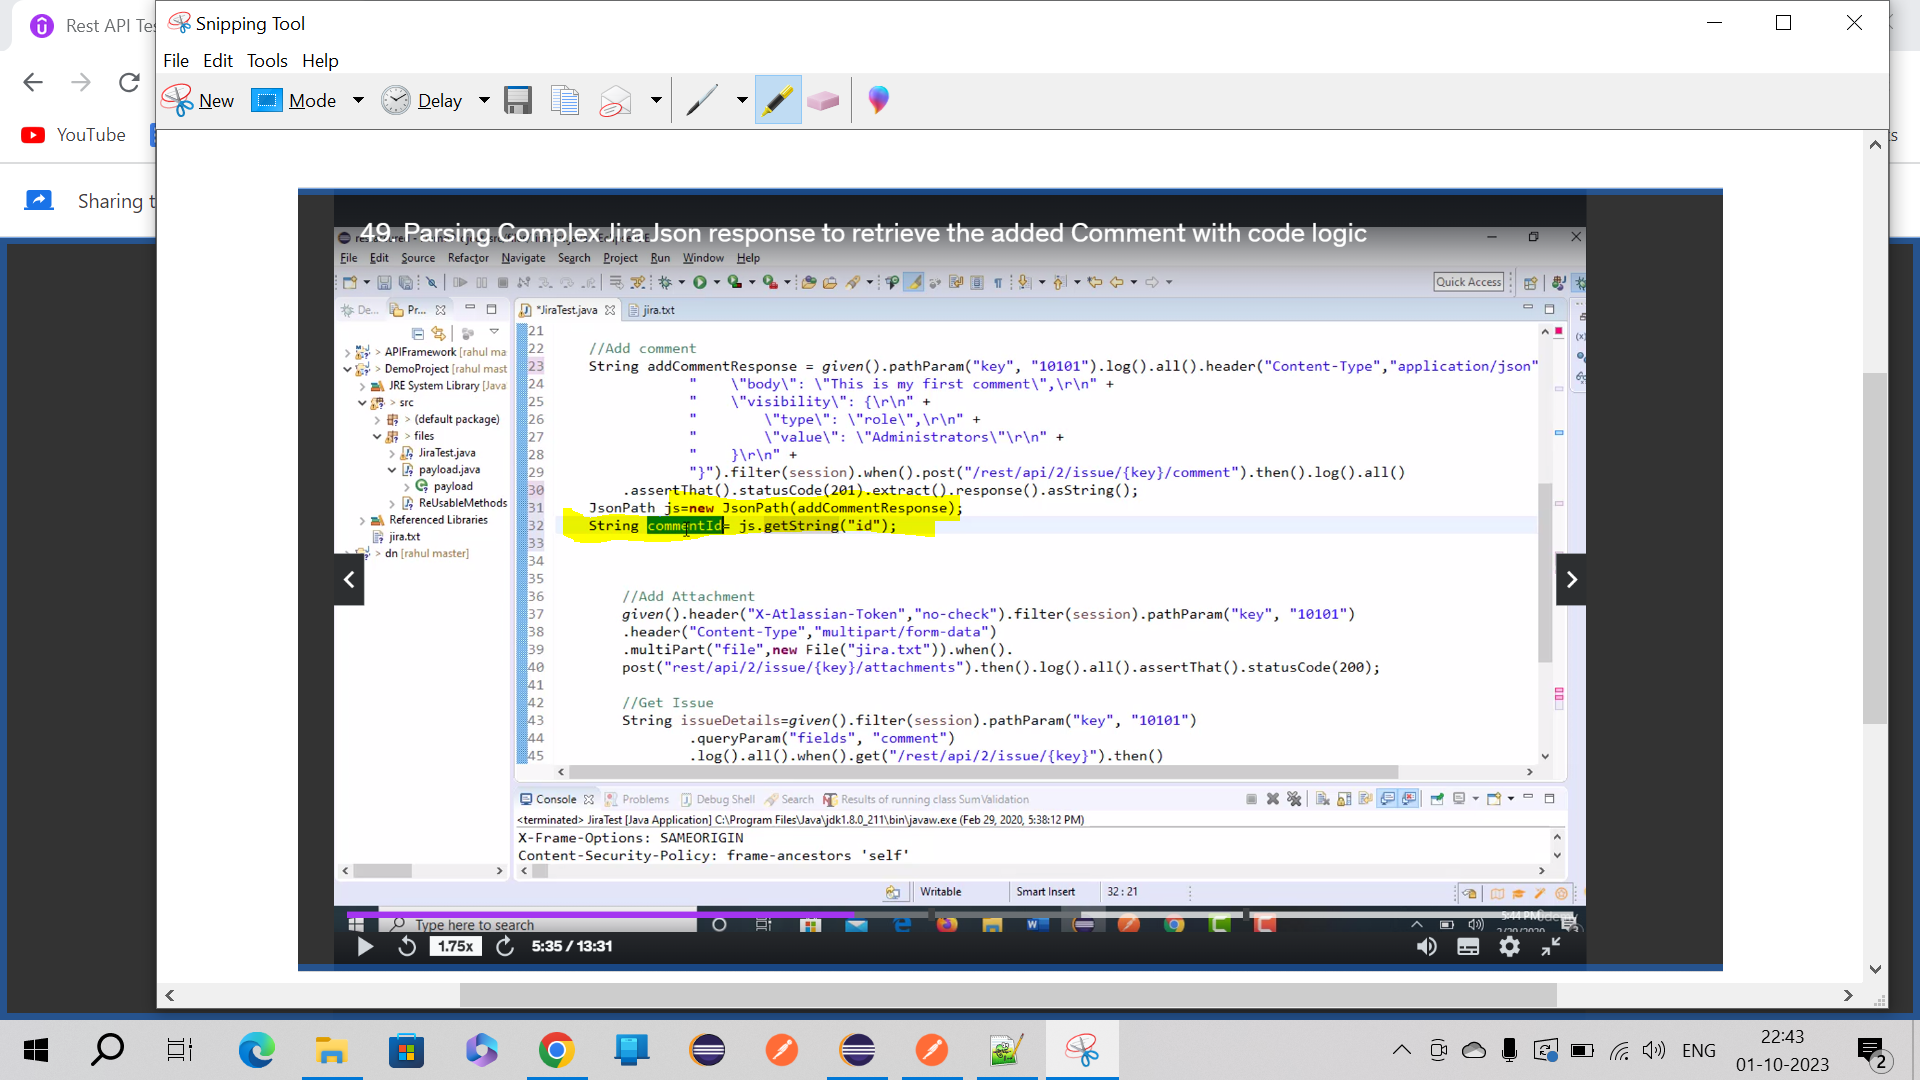 Rest API Tes
Snipping Tool
File Edit Tools Help
New Mode Delay
YouTube
Sharing t
49. Parsing Complex Jira Json response to retrieve the added Comment with code logic
File Edit Source Refactor Navigate Search Project Run Window Help
Quick Access
De... Pr... *JiraTest.java jira.txt
APIFramework [rahul ma
DemoProject [rahul mast
JRE System Library [Java
src
(default package)
files
JiraTest.java
payload.java
payload
ReUsableMethods
Referenced Libraries
jira.txt
dn [rahul master]
21
22 //Add comment
23 String addCommentResponse = given().pathParam("key", "10101").log().all().header("Content-Type","application/json"
24 " \"body\": \"This is my first comment\",\r\n" +
25 " \"visibility\": {\r\n" +
26 " \"type\": \"role\",\r\n" +
27 " \"value\": \"Administrators\"\r\n" +
28 " }\r\n" +
29 "}").filter(session).when().post("/rest/api/2/issue/{key}/comment").then().log().all()
30 .assertThat().statusCode(201).extract().response().asString();
31 JsonPath js=new JsonPath(addCommentResponse);
32 String commentId= js.getString("id");
33
34
35
36 //Add Attachment
37 given().header("X-Atlassian-Token","no-check").filter(session).pathParam("key", "10101")
38 .header("Content-Type","multipart/form-data")
39 .multiPart("file",new File("jira.txt")).when().
40 post("rest/api/2/issue/{key}/attachments").then().log().all().assertThat().statusCode(200);
41
42 //Get Issue
43 String issueDetails=given().filter(session).pathParam("key", "10101")
44 .queryParam("fields", "comment")
45 .log().all().when().get("/rest/api/2/issue/{key}").then()
Console Problems Debug Shell Search Results of running class SumValidation
<terminated> JiraTest [Java Application] C:\Program Files\Java\jdk1.8.0_211\bin\javaw.exe (Feb 29, 2020, 5:38:12 PM)
X-Frame-Options: SAMEORIGIN
Content-Security-Policy: frame-ancestors 'self'
Writable Smart Insert 32 : 21
Type here to search
5:44 PM
1.75x 5:35 / 13:31
ENG
22:43
01-10-2023
2